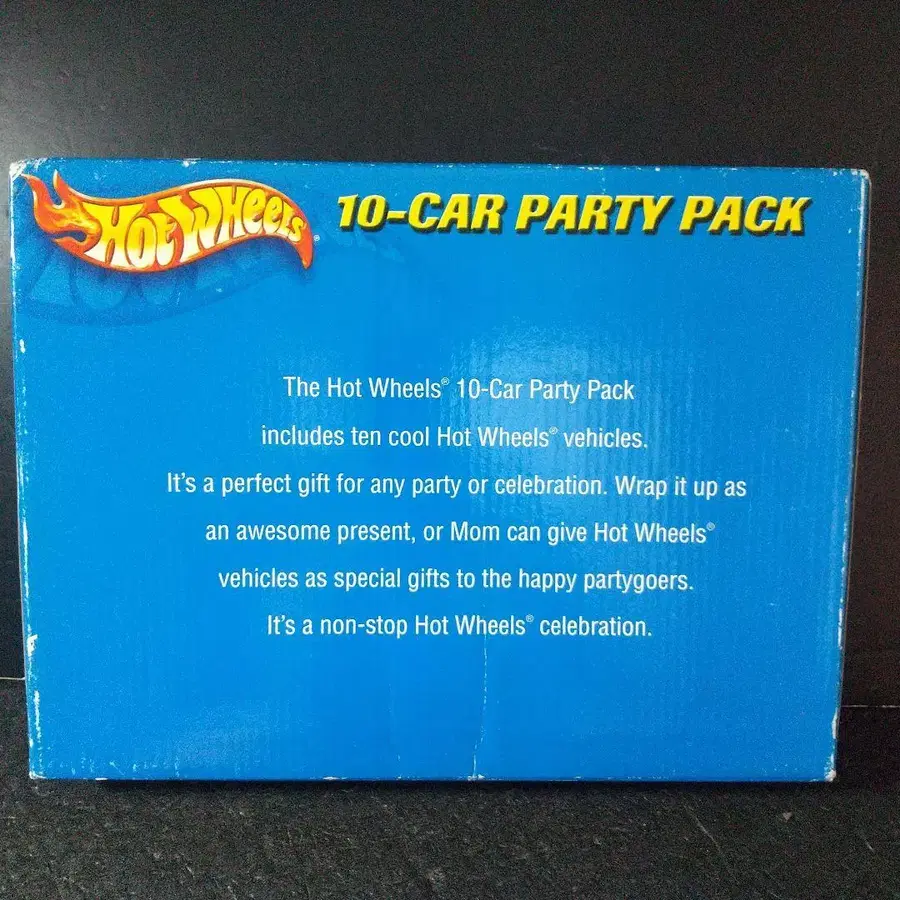 HOT WHEELS®
10-CAR PARTY PACK
The Hot Wheels® 10-Car Party Pack
includes ten cool Hot Wheels® vehicles.
It's a perfect gift for any party or celebration. Wrap it up as
an awesome present, or Mom can give Hot Wheels®
vehicles as special gifts to the happy partygoers.
It's a non-stop Hot Wheels® celebration.